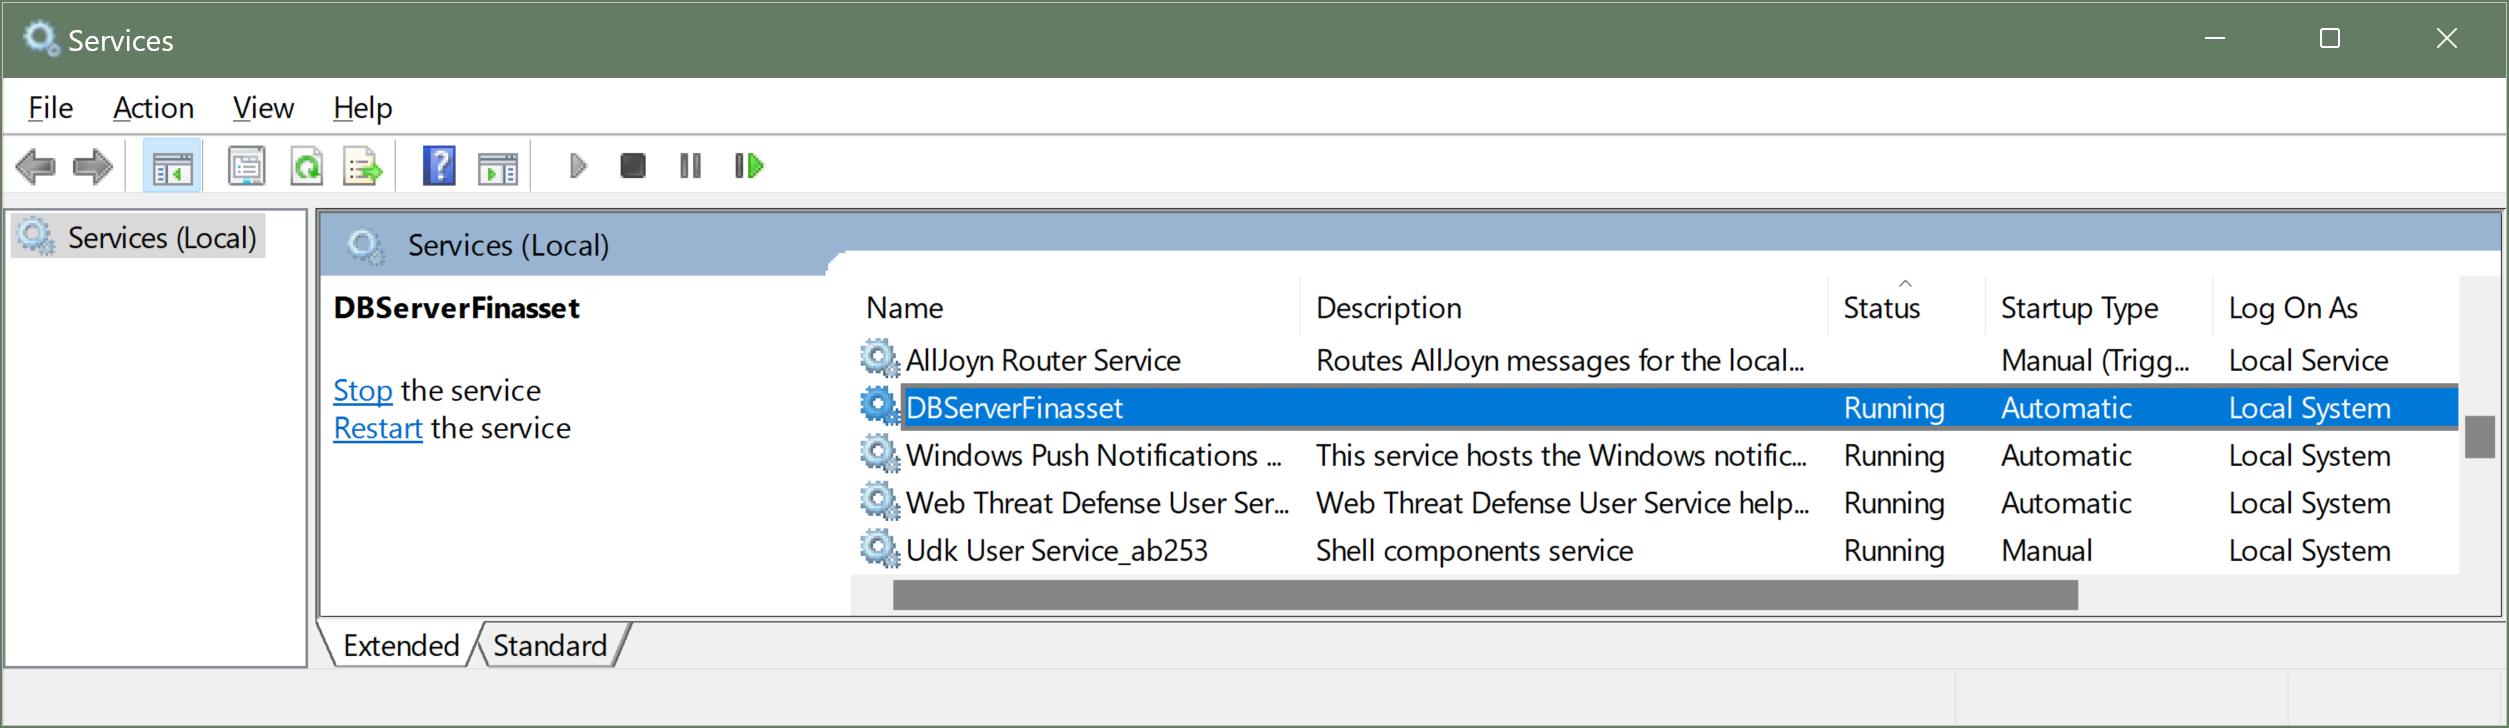 Services
File Action View Help
Services (Local)
Services (Local)
DBServerFinasset
Stop the service
Restart the service
Name Description Status Startup Type Log On As
AllJoyn Router Service Routes AllJoyn messages for the local... Manual (Trigg... Local Service
DBServerFinasset Running Automatic Local System
Windows Push Notifications ... This service hosts the Windows notific... Running Automatic Local System
Web Threat Defense User Ser... Web Threat Defense User Service help... Running Automatic Local System
Udk User Service_ab253 Shell components service Running Manual Local System
Extended Standard